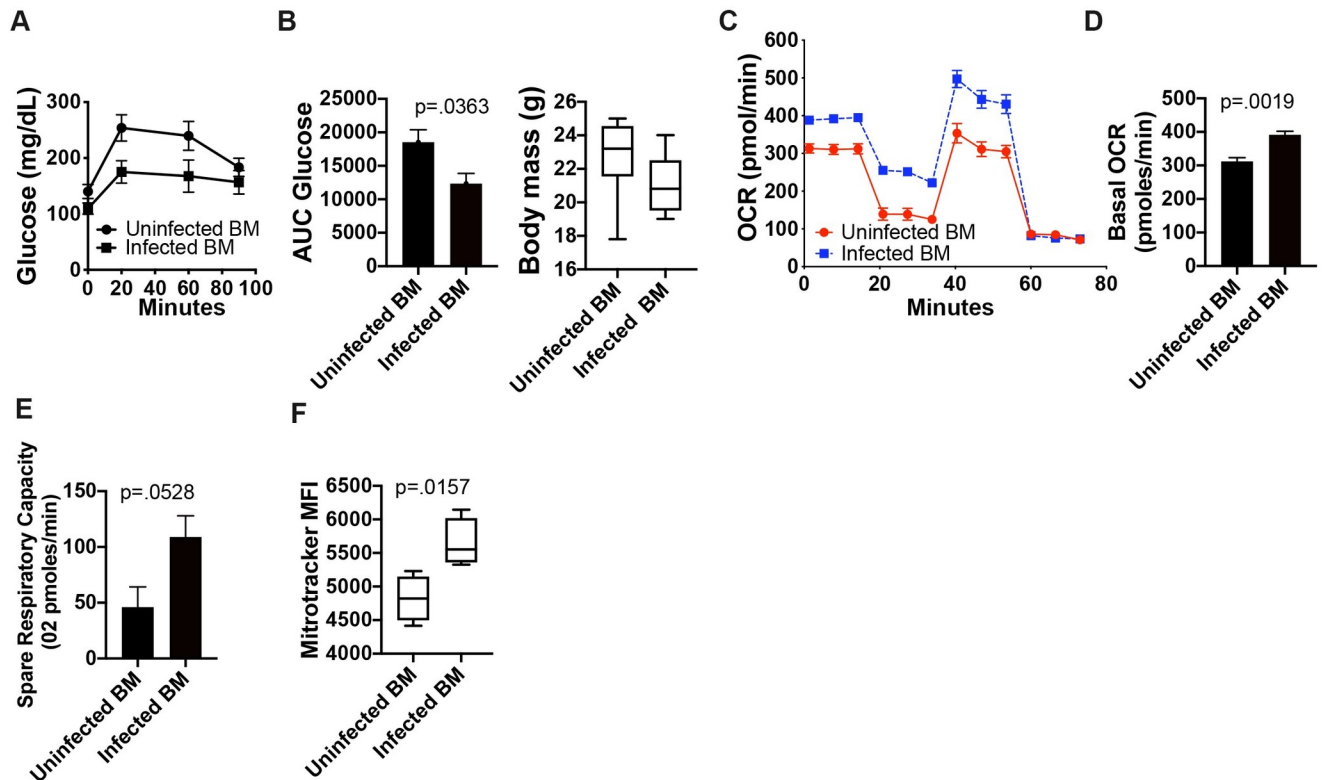 A
Glucose (mg/dL)
300
200
100
0
0 20 40 60 80 100
Minutes
Uninfected BM
Infected BM
B
AUC Glucose
25000
20000
15000
10000
5000
0
p=.0363
Uninfected BM
Infected BM
Body mass (g)
26
24
22
20
18
16
Uninfected BM
Infected BM
C
OCR (pmol/min)
600
500
400
300
200
100
0
0 20 40 60 80
Minutes
Uninfected BM
Infected BM
D
Basal OCR
(pmoles/min)
500
400
300
200
100
0
p=.0019
Uninfected BM
Infected BM
E
Spare Respiratory Capacity
(02 pmoles/min)
150
100
50
0
p=.0528
Uninfected BM
Infected BM
F
Mitrotracker MFI
6500
6000
5500
5000
4500
4000
p=.0157
Uninfected BM
Infected BM